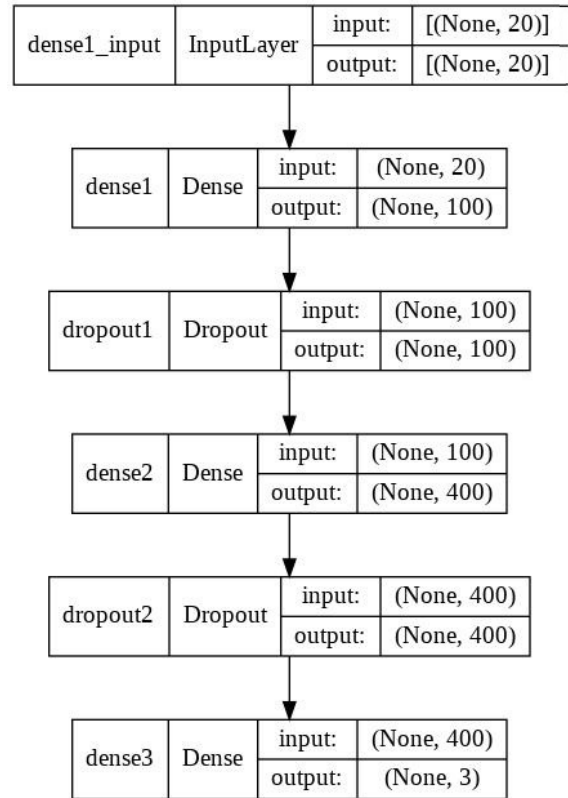 dense1_input InputLayer input: [(None, 20)]
output: [(None, 20)]
dense1 Dense input: (None, 20)
output: (None, 100)
dropout1 Dropout input: (None, 100)
output: (None, 100)
dense2 Dense input: (None, 100)
output: (None, 400)
dropout2 Dropout input: (None, 400)
output: (None, 400)
dense3 Dense input: (None, 400)
output: (None, 3)